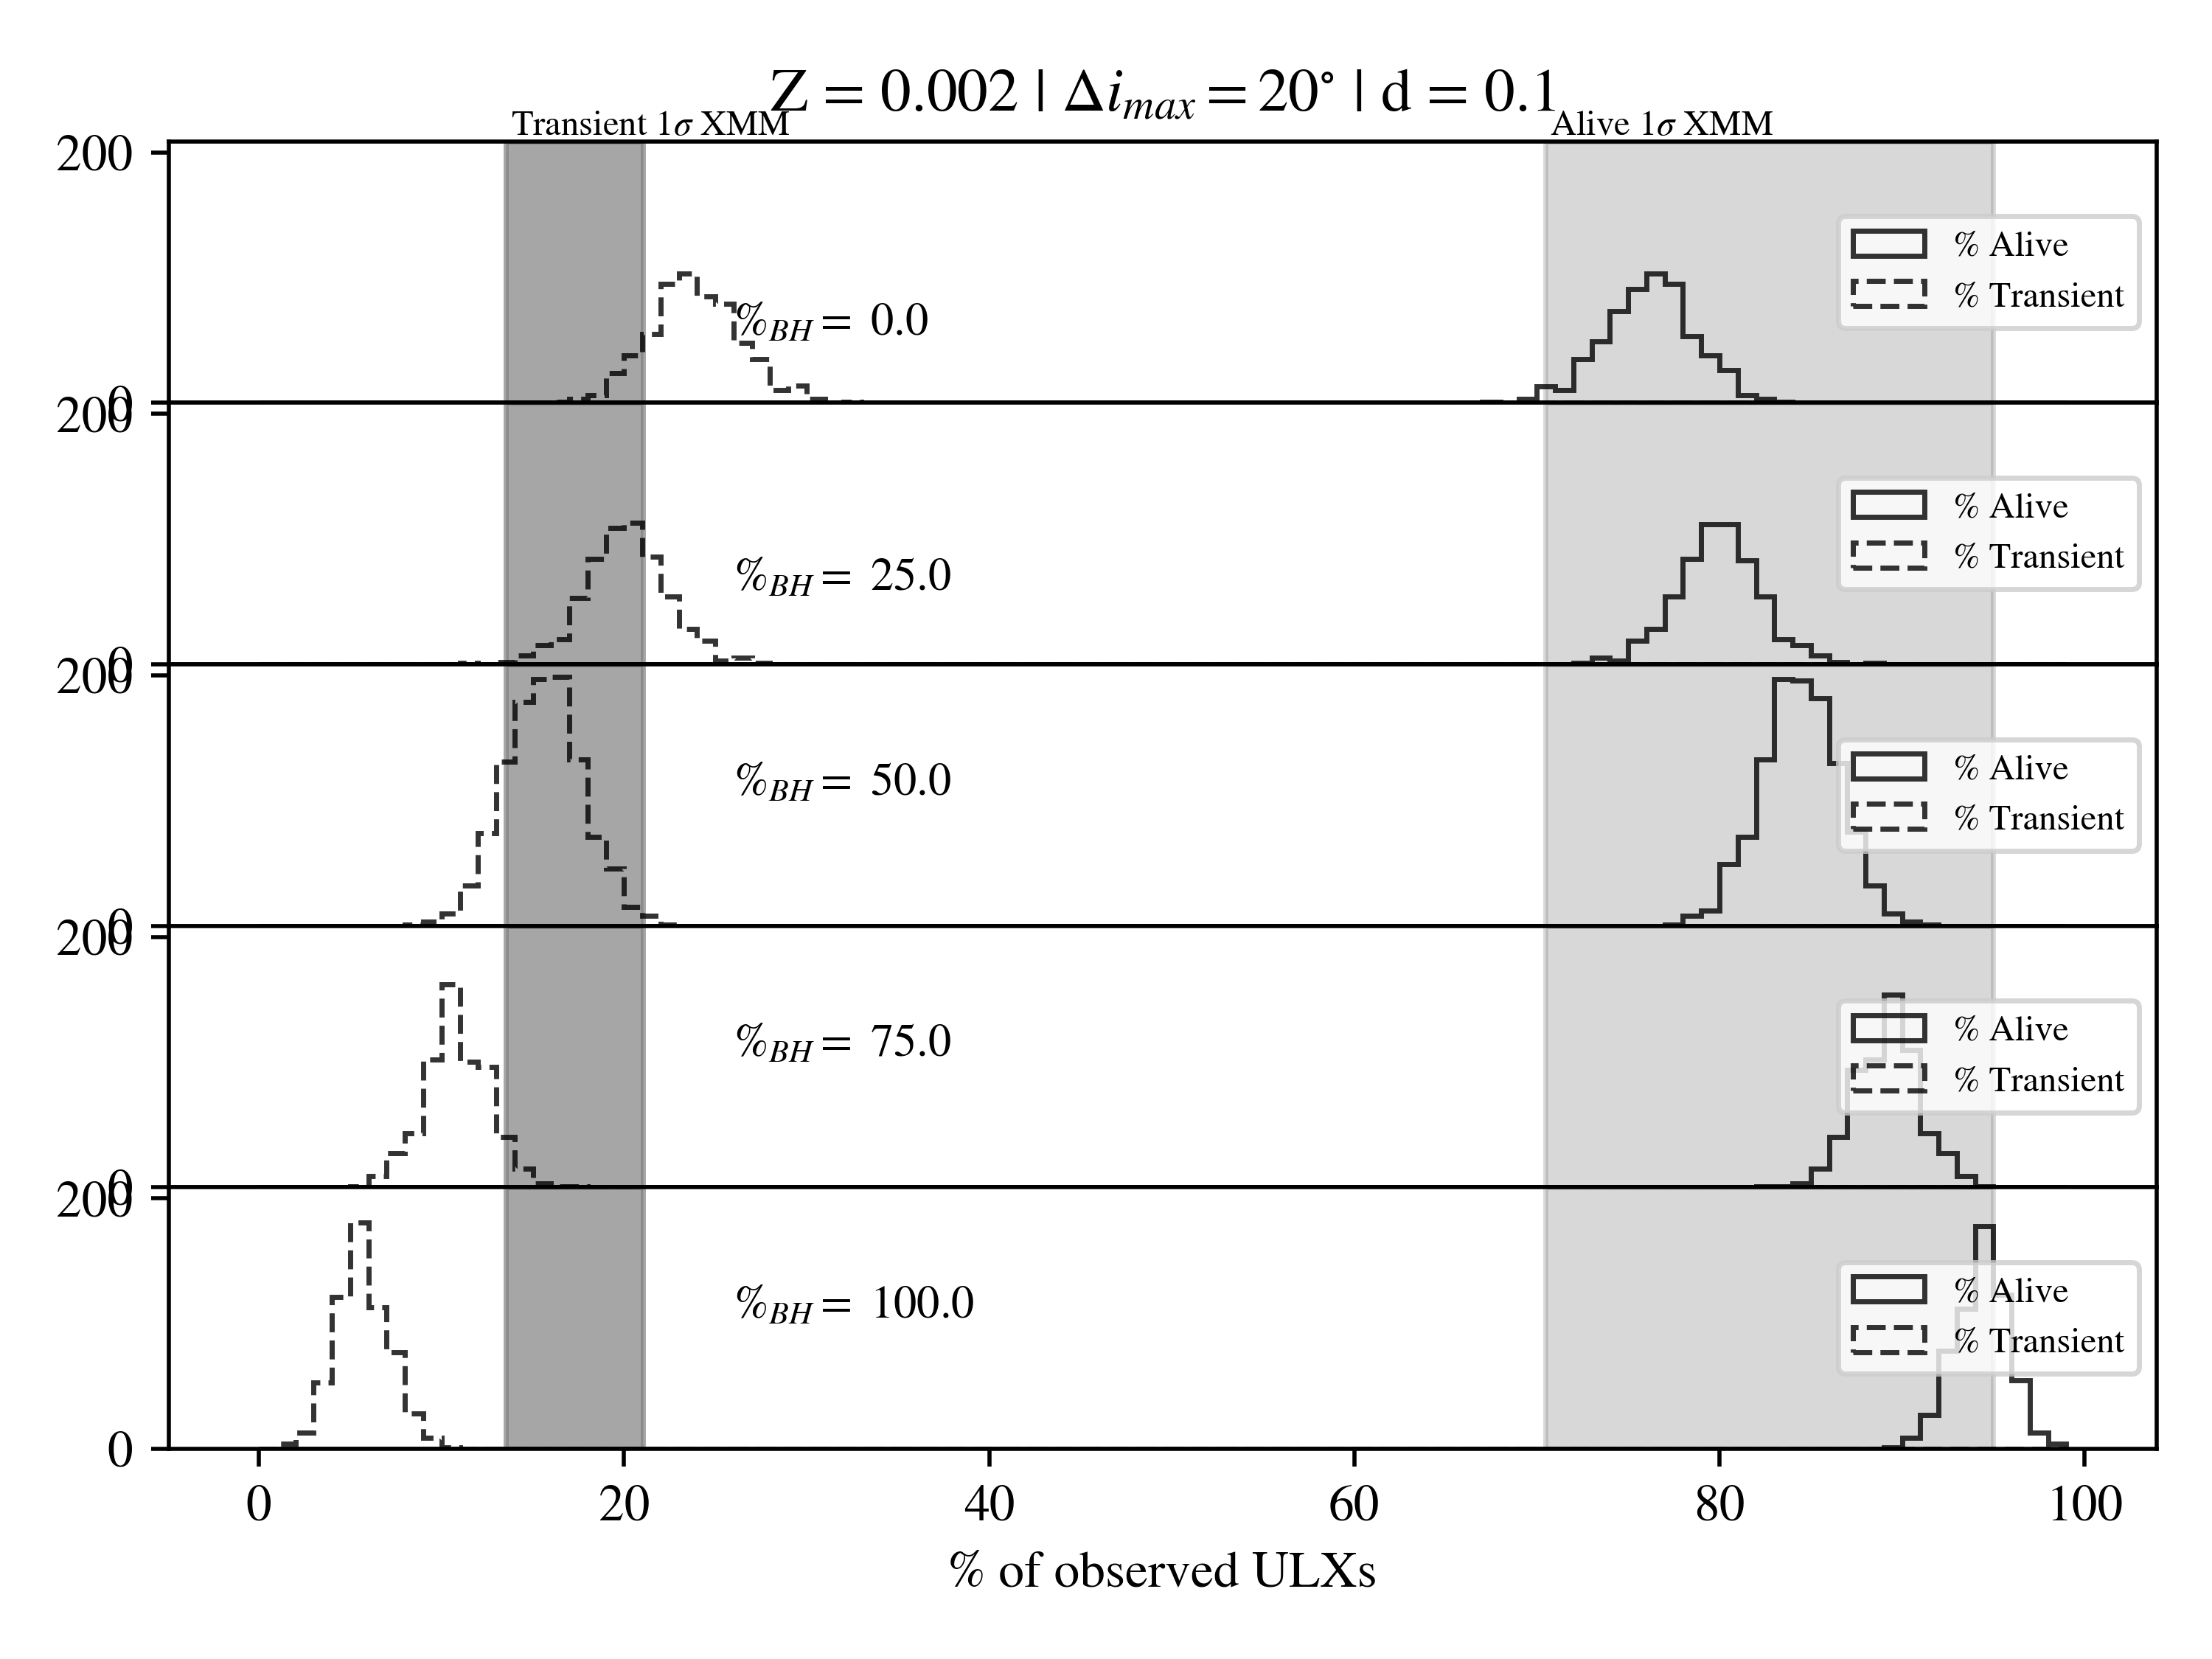 Z = 0.002 | Δi_max = 20° | d = 0.1
Transient 1σ XMM
Alive 1σ XMM
200
0
%_BH = 0.0
% Alive
% Transient
200
0
%_BH = 25.0
% Alive
% Transient
200
0
%_BH = 50.0
% Alive
% Transient
200
0
%_BH = 75.0
% Alive
% Transient
200
0
%_BH = 100.0
% Alive
% Transient
0 20 40 60 80 100
% of observed ULXs